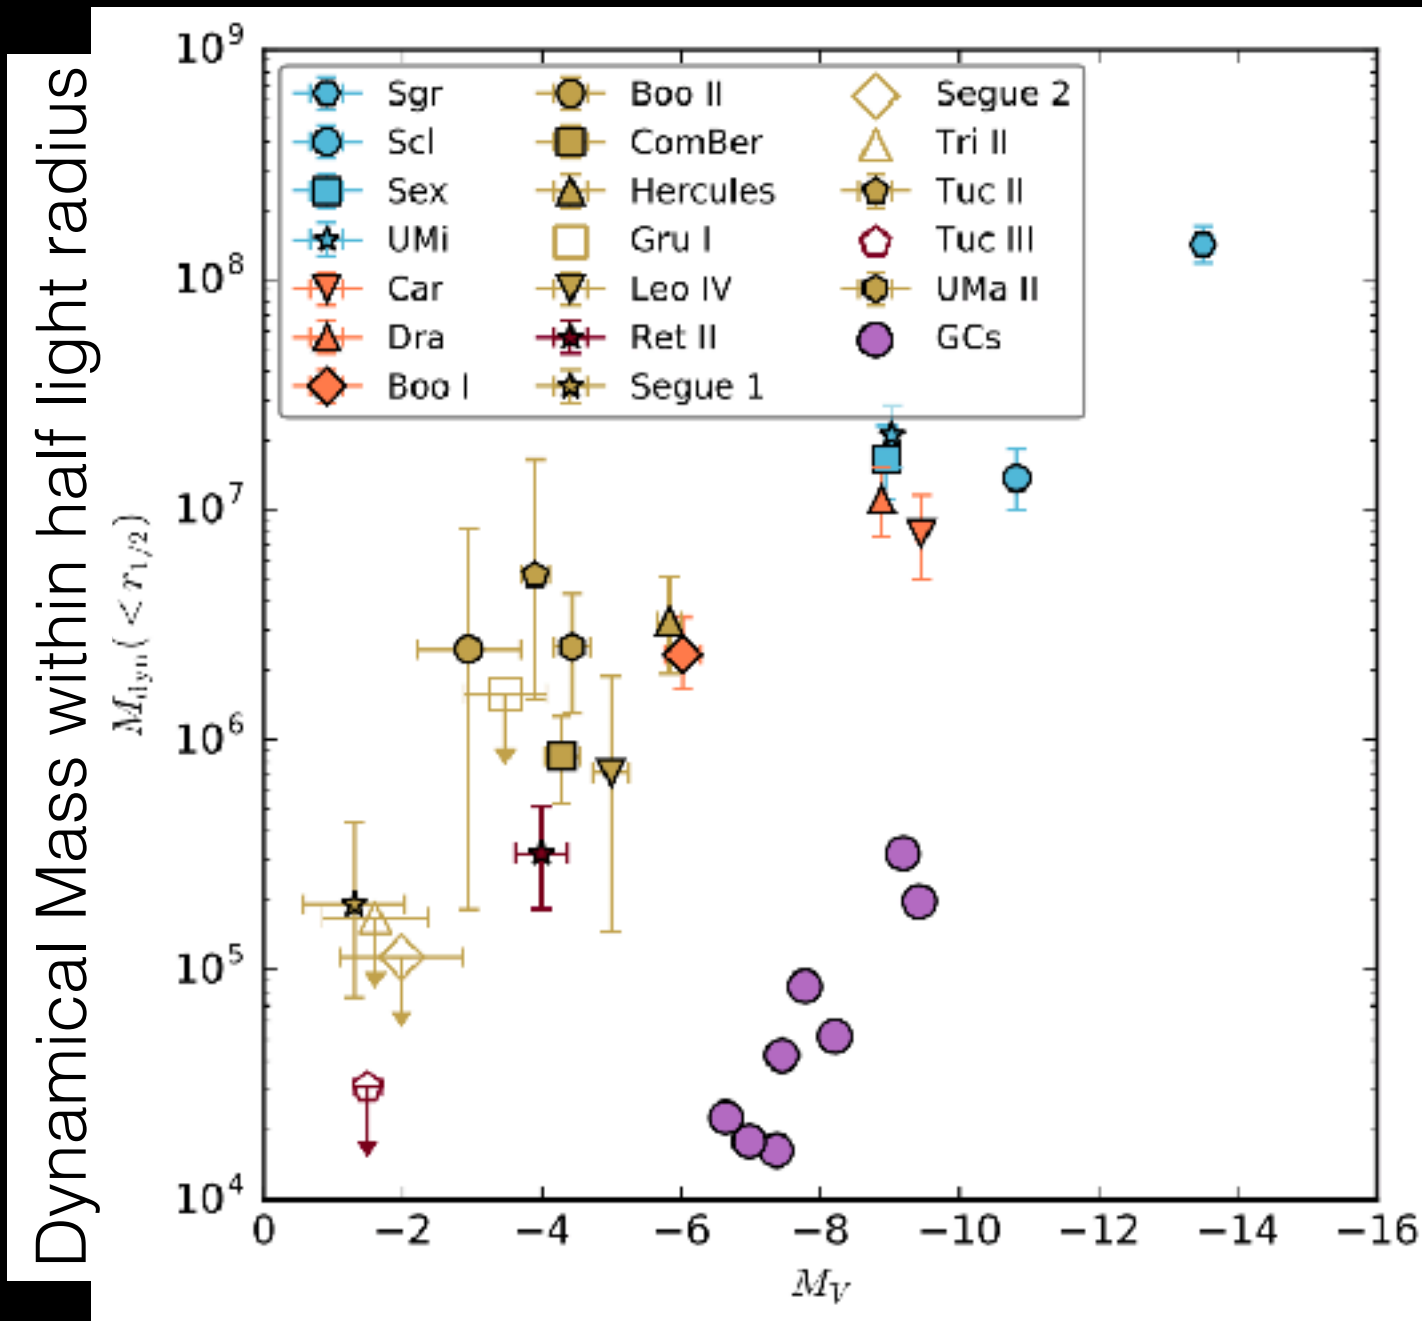 Dynamical Mass within half light radius
M_dyn(< r_1/2)
10^9
10^8
10^7
10^6
10^5
10^4
Sgr
Scl
Sex
UMi
Car
Dra
Boo I
Boo II
ComBer
Hercules
Gru I
Leo IV
Ret II
Segue 1
Segue 2
Tri II
Tuc II
Tuc III
UMa II
GCs
0 −2 −4 −6 −8 −10 −12 −14 −16
M_V